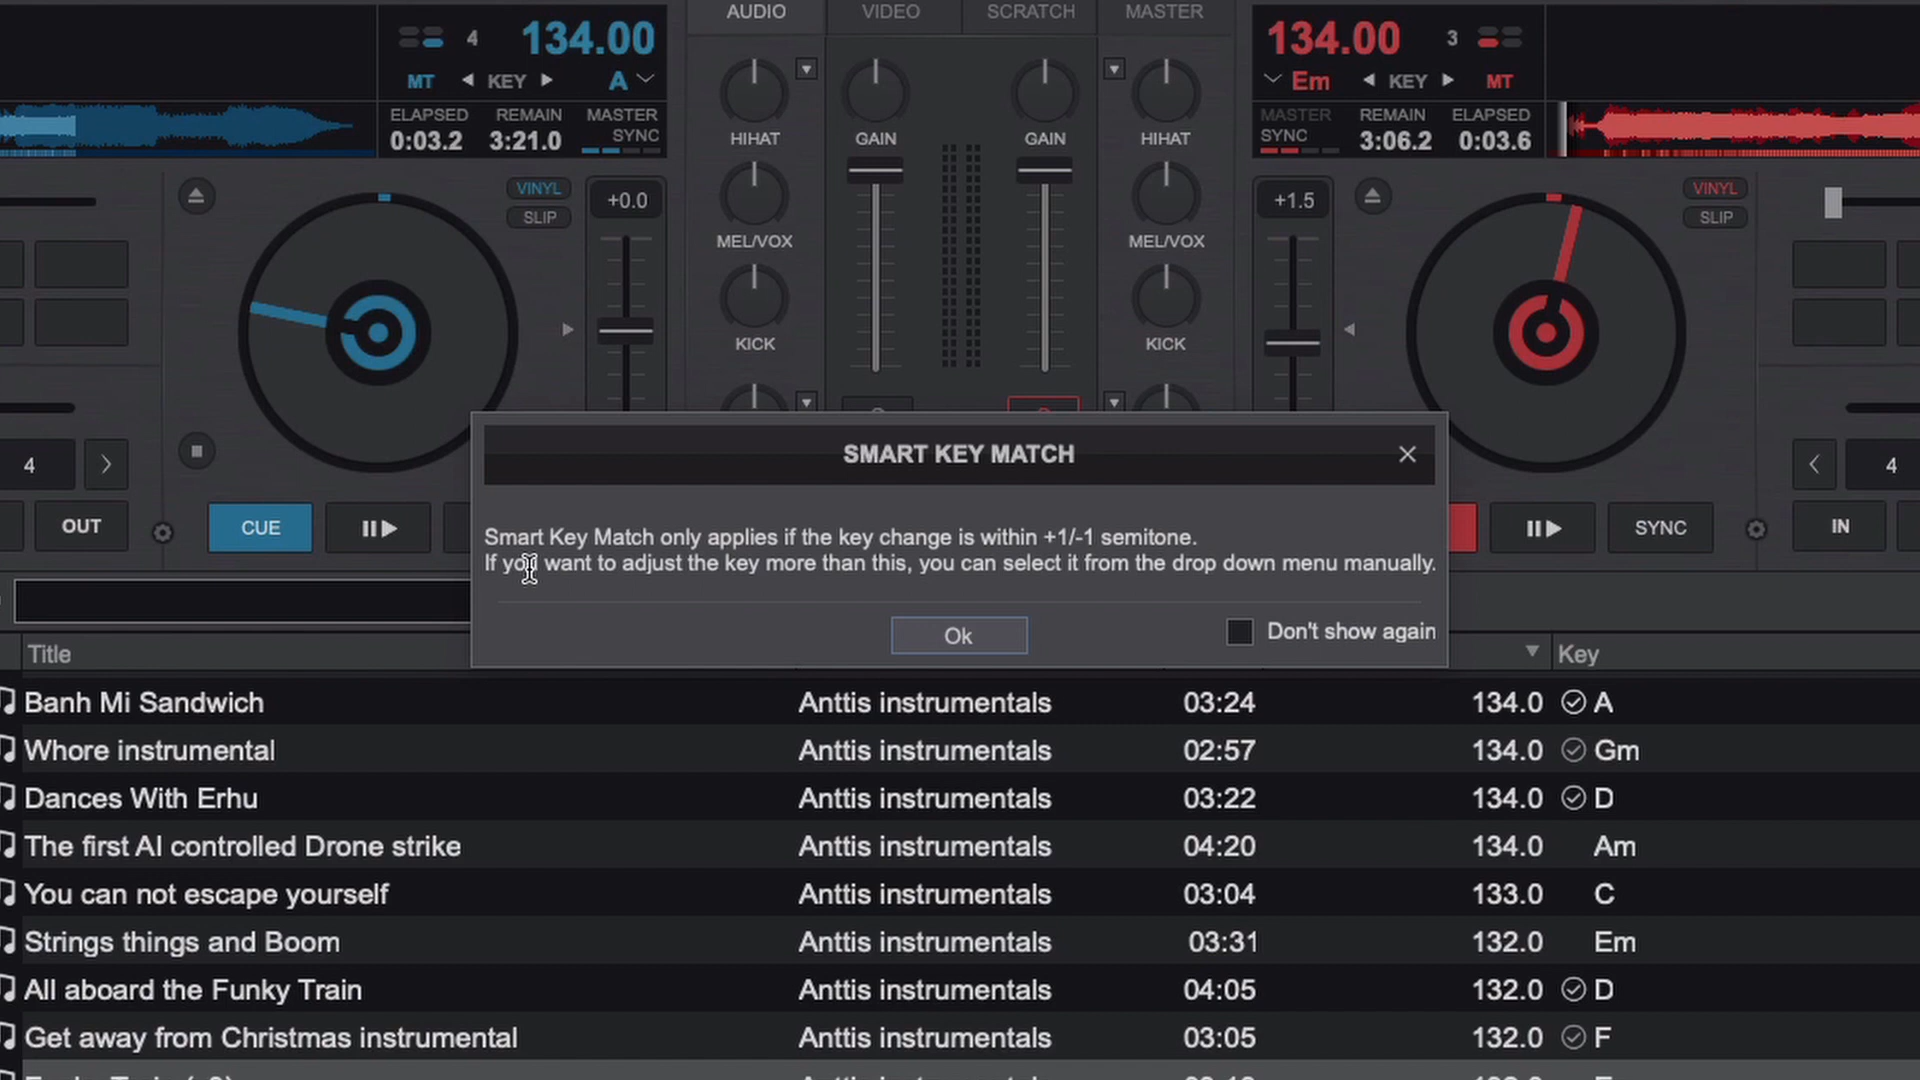 AUDIO VIDEO SCRATCH MASTER
4 134.00
MT KEY A
ELAPSED REMAIN MASTER
0:03.2 3:21.0 SYNC
134.00 3
Em KEY MT
MASTER REMAIN ELAPSED
SYNC 3:06.2 0:03.6
HIHAT GAIN GAIN HIHAT
VINYL
SLIP
+0.0
+1.5
VINYL
SLIP
MEL/VOX MEL/VOX
KICK KICK
4
OUT
CUE
SYNC
4
IN
SMART KEY MATCH
Smart Key Match only applies if the key change is within +1/-1 semitone.
If you want to adjust the key more than this, you can select it from the drop down menu manually.
Ok
Don't show again
Title Key
Banh Mi Sandwich Anttis instrumentals 03:24 134.0 A
Whore instrumental Anttis instrumentals 02:57 134.0 Gm
Dances With Erhu Anttis instrumentals 03:22 134.0 D
The first AI controlled Drone strike Anttis instrumentals 04:20 134.0 Am
You can not escape yourself Anttis instrumentals 03:04 133.0 C
Strings things and Boom Anttis instrumentals 03:31 132.0 Em
All aboard the Funky Train Anttis instrumentals 04:05 132.0 D
Get away from Christmas instrumental Anttis instrumentals 03:05 132.0 F